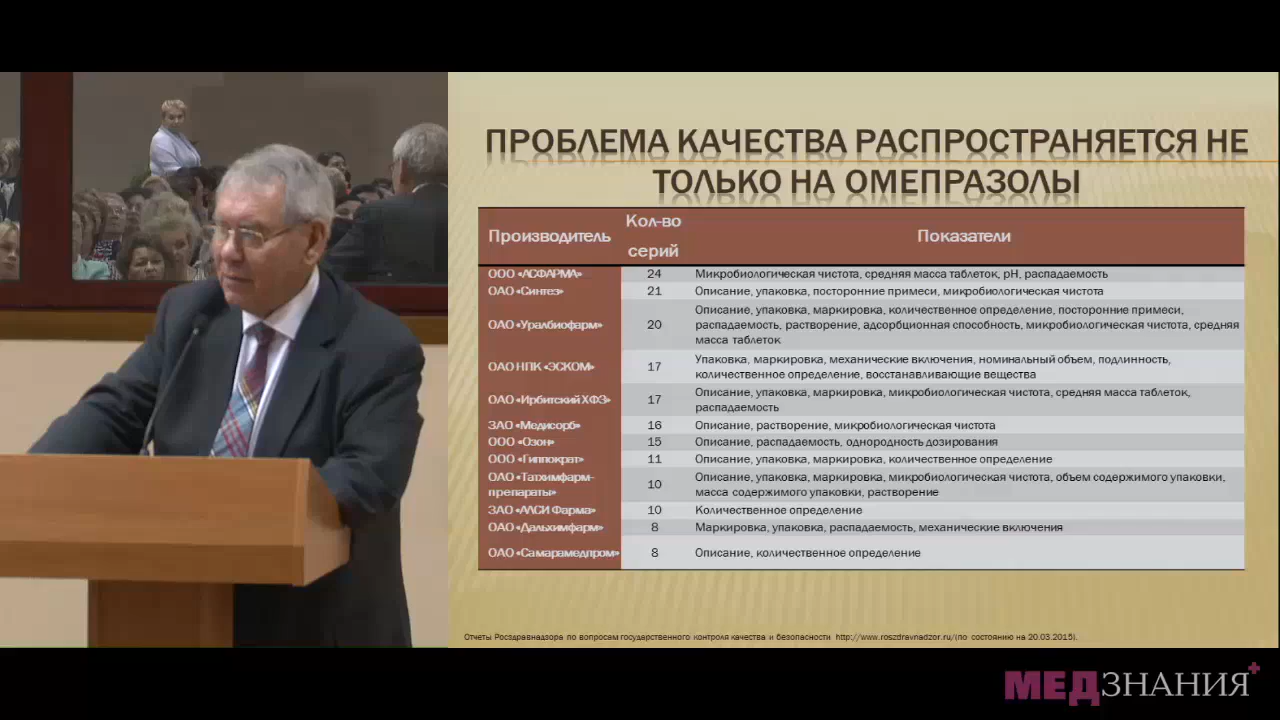 ПРОБЛЕМА КАЧЕСТВА РАСПРОСТРАНЯЕТСЯ НЕ
ТОЛЬКО НА ОМЕПРАЗОЛЫ
Производитель Кол-во серий Показатели
ООО «АСФАРМА» 24 Микробиологическая чистота, средняя масса таблеток, pH, распадаемость
ОАО «Синтез» 21 Описание, упаковка, посторонние примеси, микробиологическая чистота
ОАО «Уралбиофарм» 20 Описание, упаковка, маркировка, количественное определение, посторонние примеси,
распадаемость, растворение, адсорбционная способность, микробиологическая чистота, средняя
масса таблеток
ОАО НПК «ЭСКОМ» 17 Упаковка, маркировка, механические включения, номинальный объем, подлинность,
количественное определение, восстанавливающие вещества
ОАО «Ирбитский ХФЗ» 17 Описание, упаковка, маркировка, микробиологическая чистота, средняя масса таблеток,
распадаемость
ЗАО «Медисорб» 16 Описание, растворение, микробиологическая чистота
ООО «Озон» 15 Описание, распадаемость, однородность дозирования
ООО «Гиппократ» 11 Описание, упаковка, маркировка, количественное определение
ОАО «Татхимфарм-
препараты» 10 Описание, упаковка, маркировка, микробиологическая чистота, объем содержимого упаковки,
масса содержимого упаковки, растворение
ЗАО «АЛСИ Фарма» 10 Количественное определение
ОАО «Дальхимфарм» 8 Маркировка, упаковка, распадаемость, механические включения
ОАО «Самарамедпром» 8 Описание, количественное определение
Отчеты Росздравнадзора по вопросам государственного контроля качества и безопасности http://www.roszdravnadzor.ru/(по состоянию на 20.03.2015).
МЕДЗНАНИЯ+